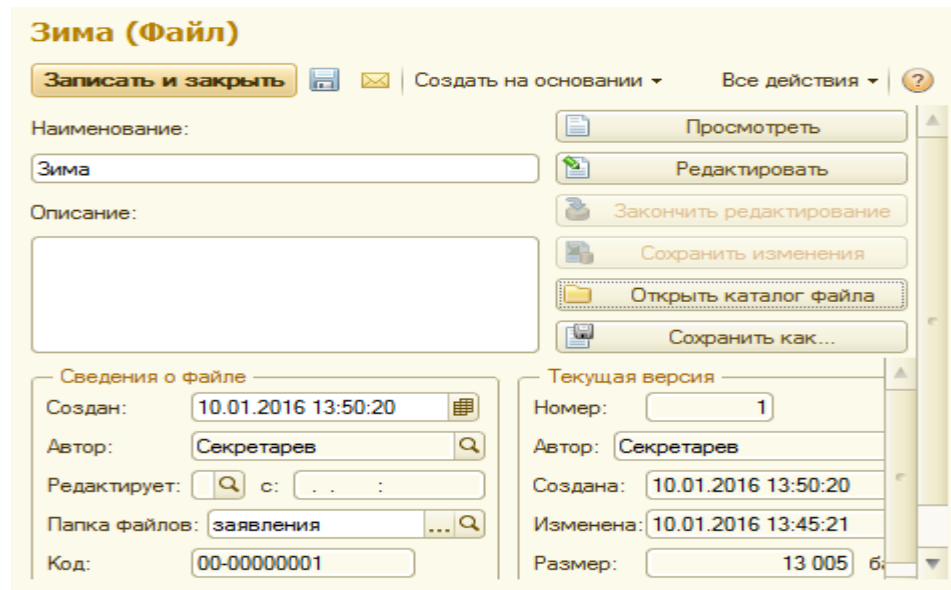 Зима (Файл)
Записать и закрыть Создать на основании Все действия ?
Наименование:
Зима
Описание:
Просмотреть
Редактировать
Закончить редактирование
Сохранить изменения
Открыть каталог файла
Сохранить как...
Сведения о файле
Создан: 10.01.2016 13:50:20
Автор: Секретарев
Редактирует: с: . . :
Папка файлов: заявления ...
Код: 00-00000001
Текущая версия
Номер: 1
Автор: Секретарев
Создана: 10.01.2016 13:50:20
Изменена: 10.01.2016 13:45:21
Размер: 13 005